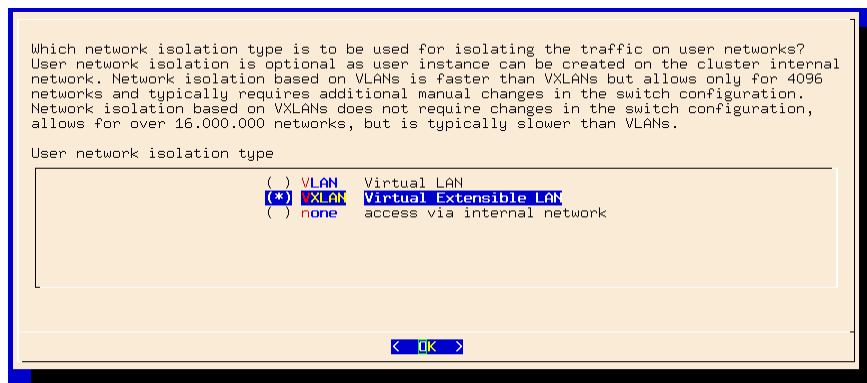 Which network isolation type is to be used for isolating the traffic on user networks?
User network isolation is optional as user instance can be created on the cluster internal
network. Network isolation based on VLANs is faster than VXLANs but allows only for 4096
networks and typically requires additional manual changes in the switch configuration.
Network isolation based on VXLANs does not require changes in the switch configuration,
allows for over 16.000.000 networks, but is typically slower than VLANs.
User network isolation type
( ) VLAN Virtual LAN
(*) VXLAN Virtual Extensible LAN
( ) none access via internal network
< OK >